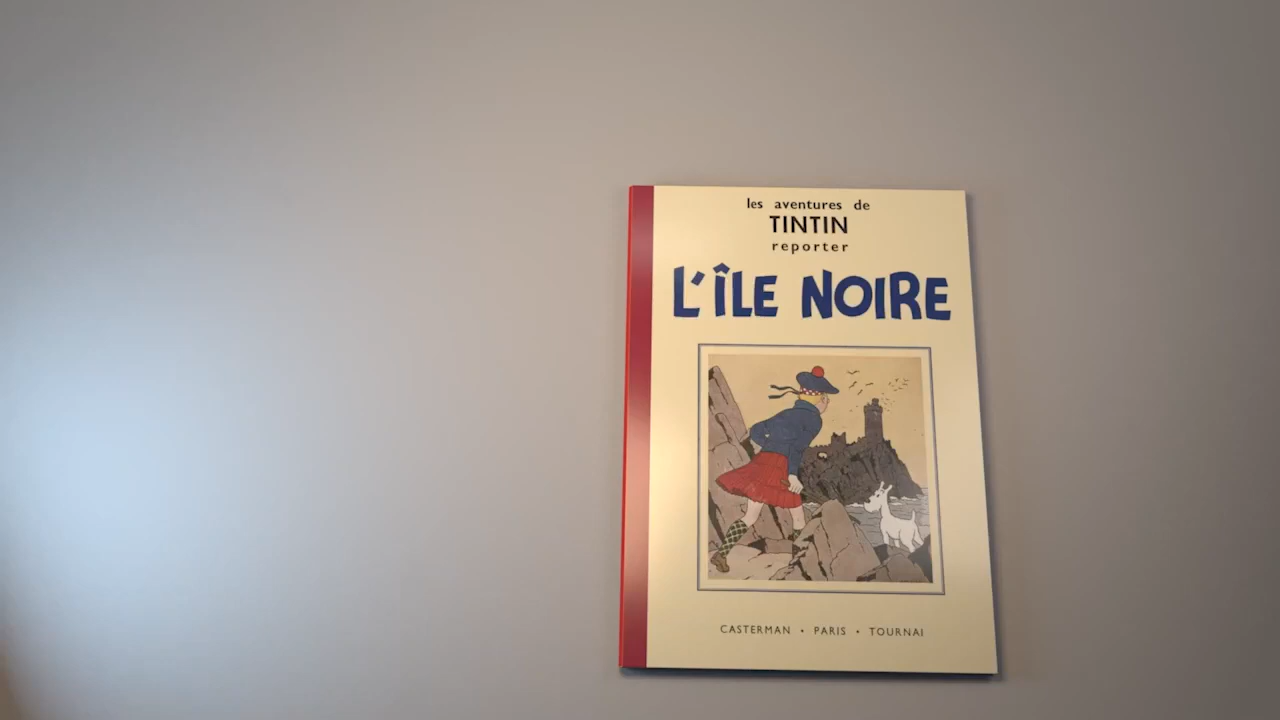 les aventures de
TINTIN
reporter
L'ÎLE NOIRE
CASTERMAN • PARIS • TOURNAI